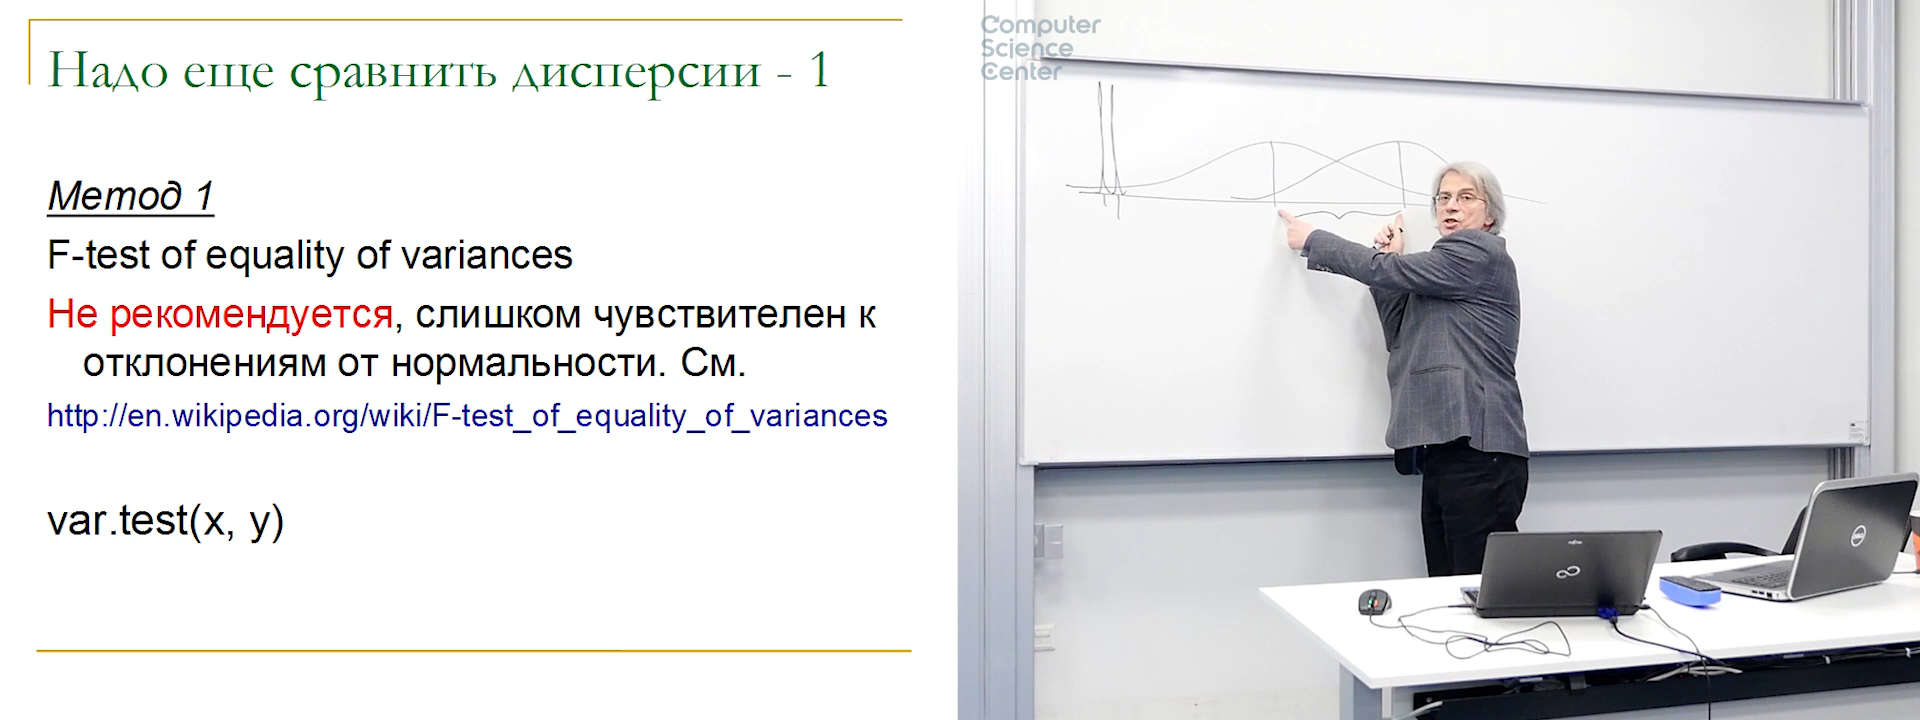 Надо еще сравнить дисперсии - 1
Метод 1
F-test of equality of variances
Не рекомендуется, слишком чувствителен к
отклонениям от нормальности. См.
http://en.wikipedia.org/wiki/F-test_of_equality_of_variances
var.test(x, y)
Computer
Science
Center
DELL